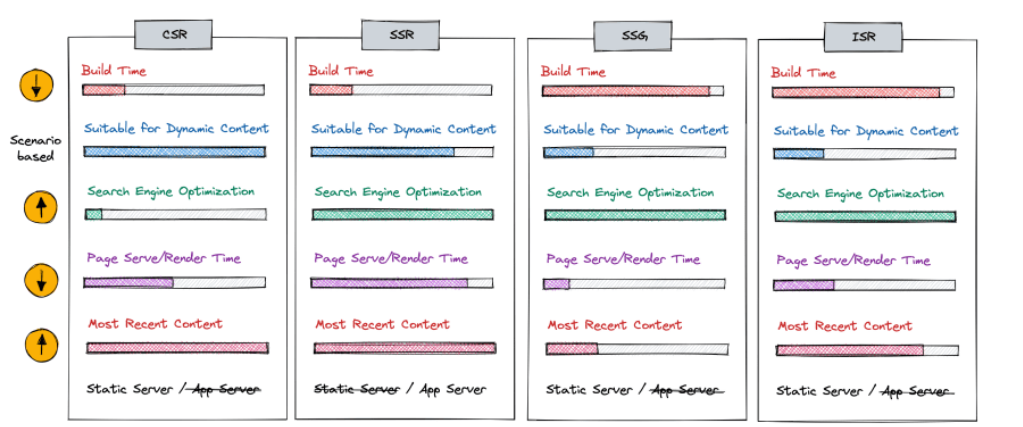 CSR
SSR
SSG
ISR
Build Time
Build Time
Build Time
Build Time
Scenario
based
Suitable for Dynamic Content
Suitable for Dynamic Content
Suitable for Dynamic Content
Suitable for Dynamic Content
Search Engine Optimization
Search Engine Optimization
Search Engine Optimization
Search Engine Optimization
Page Serve/Render Time
Page Serve/Render Time
Page Serve/Render Time
Page Serve/Render Time
Most Recent Content
Most Recent Content
Most Recent Content
Most Recent Content
Static Server / App Server
Static Server / App Server
Static Server / App Server
Static Server / App Server